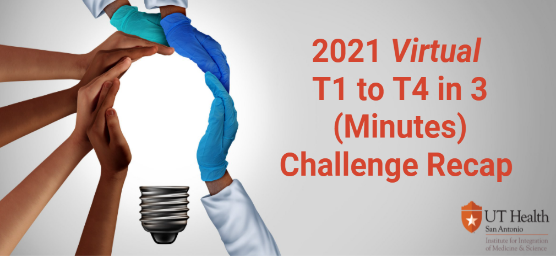 2021 Virtual
T1 to T4 in 3
(Minutes)
Challenge Recap
UT Health
San Antonio
Institute for Integration
of Medicine & Science